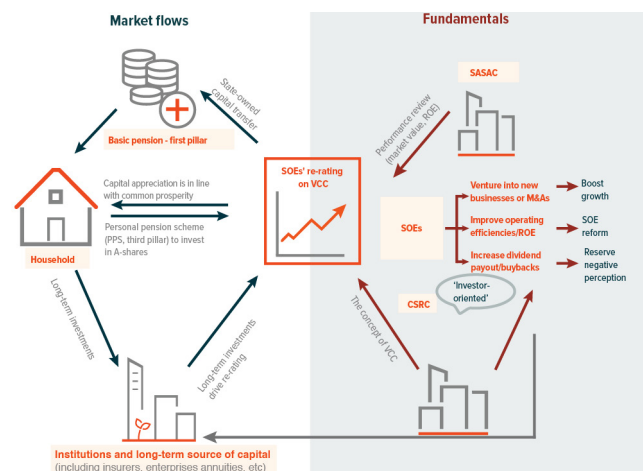 Market flows
Fundamentals
State-owned
capital transfer
Basic pension - first pillar
SASAC
Performance review
(market value, ROE)
SOEs' re-rating
on VCC
Capital appreciation is in line
with common prosperity
Personal pension scheme
(PPS, third pillar) to invest
in A-shares
Household
SOEs
Venture into new
businesses or M&As
Boost
growth
Improve operating
efficiencies/ROE
SOE
reform
Increase dividend
payout/buybacks
Reserve
negative
perception
CSRC
'Investor-
oriented'
The concept of VCC
Long-term investments
Long-term investments
drive re-rating
Institutions and long-term source of capital
(including insurers, enterprises annuities, etc)